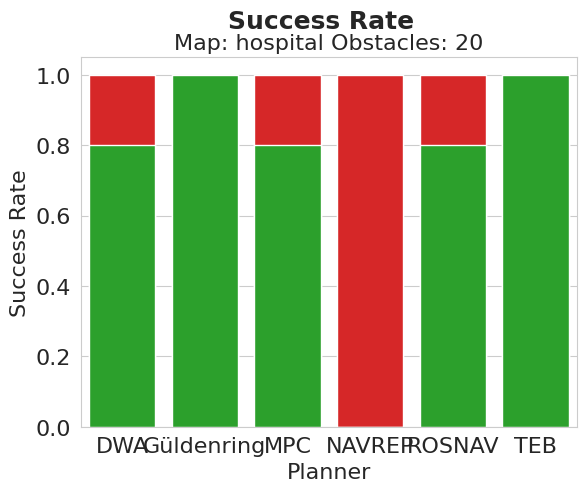 Success Rate
Map: hospital Obstacles: 20
1.0
0.8
0.6
0.4
0.2
0.0
Success Rate
DWA Güldenring MPC NAVREP ROSNAV TEB
Planner